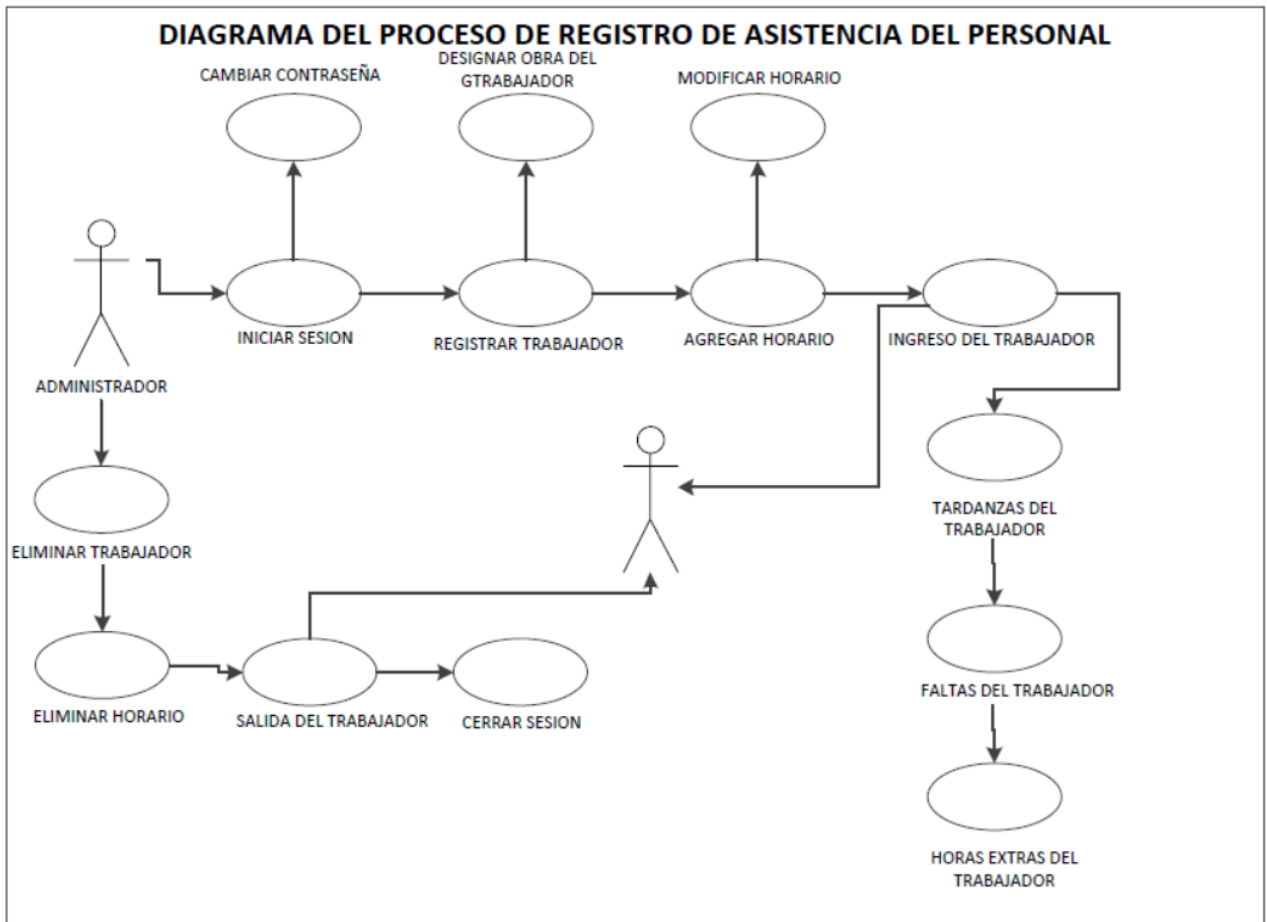 DIAGRAMA DEL PROCESO DE REGISTRO DE ASISTENCIA DEL PERSONAL
CAMBIAR CONTRASEÑA
DESIGNAR OBRA DEL
GTRABAJADOR
MODIFICAR HORARIO
INICIAR SESION
REGISTRAR TRABAJADOR
AGREGAR HORARIO
INGRESO DEL TRABAJADOR
ADMINISTRADOR
TARDANZAS DEL
TRABAJADOR
ELIMINAR TRABAJADOR
FALTAS DEL TRABAJADOR
ELIMINAR HORARIO
SALIDA DEL TRABAJADOR
CERRAR SESION
HORAS EXTRAS DEL
TRABAJADOR